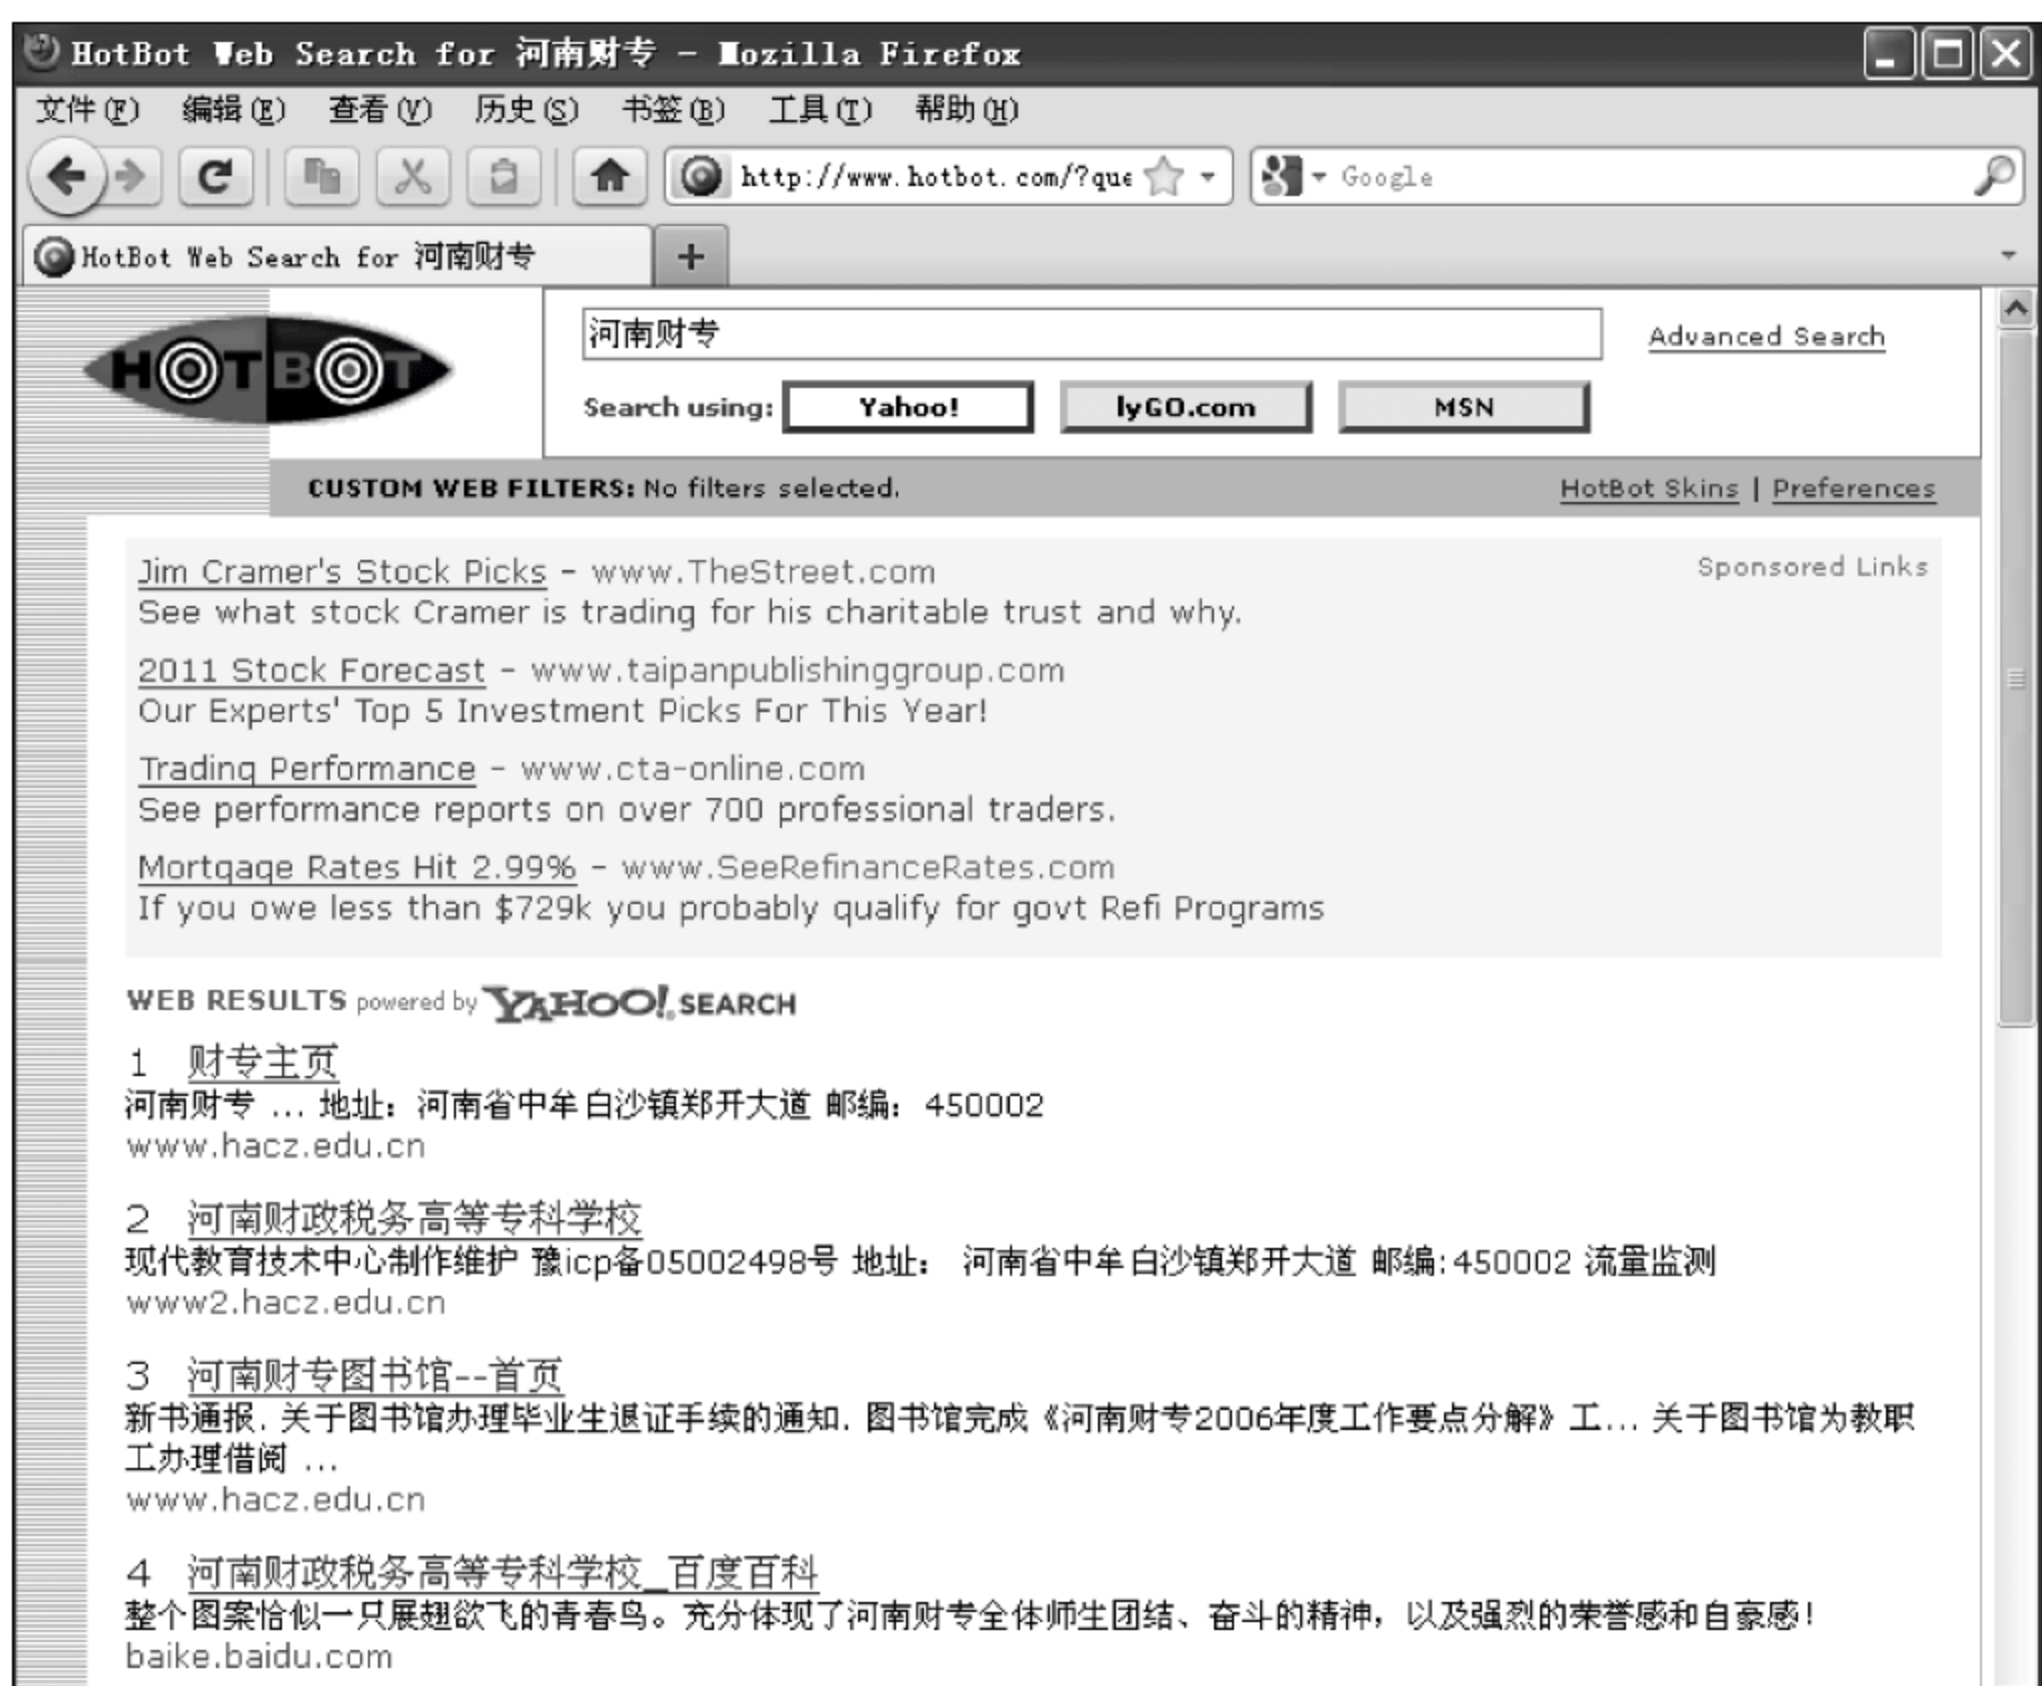 HotBot Web Search for 河南财专 - Mozilla Firefox
文件(F) 编辑(E) 查看(V) 历史(S) 书签(B) 工具(T) 帮助(H)
http://www.hotbot.com/?que Google
HotBot Web Search for 河南财专 +
HOTBOT
河南财专 Advanced Search
Search using: Yahoo! lyGO.com MSN
CUSTOM WEB FILTERS: No filters selected. HotBot Skins | Preferences
Jim Cramer's Stock Picks - www.TheStreet.com Sponsored Links
See what stock Cramer is trading for his charitable trust and why.
2011 Stock Forecast - www.taipanpublishinggroup.com
Our Experts' Top 5 Investment Picks For This Year!
Trading Performance - www.cta-online.com
See performance reports on over 700 professional traders.
Mortgage Rates Hit 2.99% - www.SeeRefinanceRates.com
If you owe less than $729k you probably qualify for govt Refi Programs
WEB RESULTS powered by YAHOO! SEARCH
1 财专主页
河南财专 ... 地址：河南省中牟白沙镇郑开大道 邮编：450002
www.hacz.edu.cn
2 河南财政税务高等专科学校
现代教育技术中心制作维护 豫icp备05002498号 地址： 河南省中牟白沙镇郑开大道 邮编:450002 流量监测
www2.hacz.edu.cn
3 河南财专图书馆--首页
新书通报. 关于图书馆办理毕业生退证手续的通知. 图书馆完成《河南财专2006年度工作要点分解》工... 关于图书馆为教职
工办理借阅 ...
www.hacz.edu.cn
4 河南财政税务高等专科学校_百度百科
整个图案恰似一只展翅欲飞的青春鸟。充分体现了河南财专全体师生团结、奋斗的精神，以及强烈的荣誉感和自豪感！
baike.baidu.com